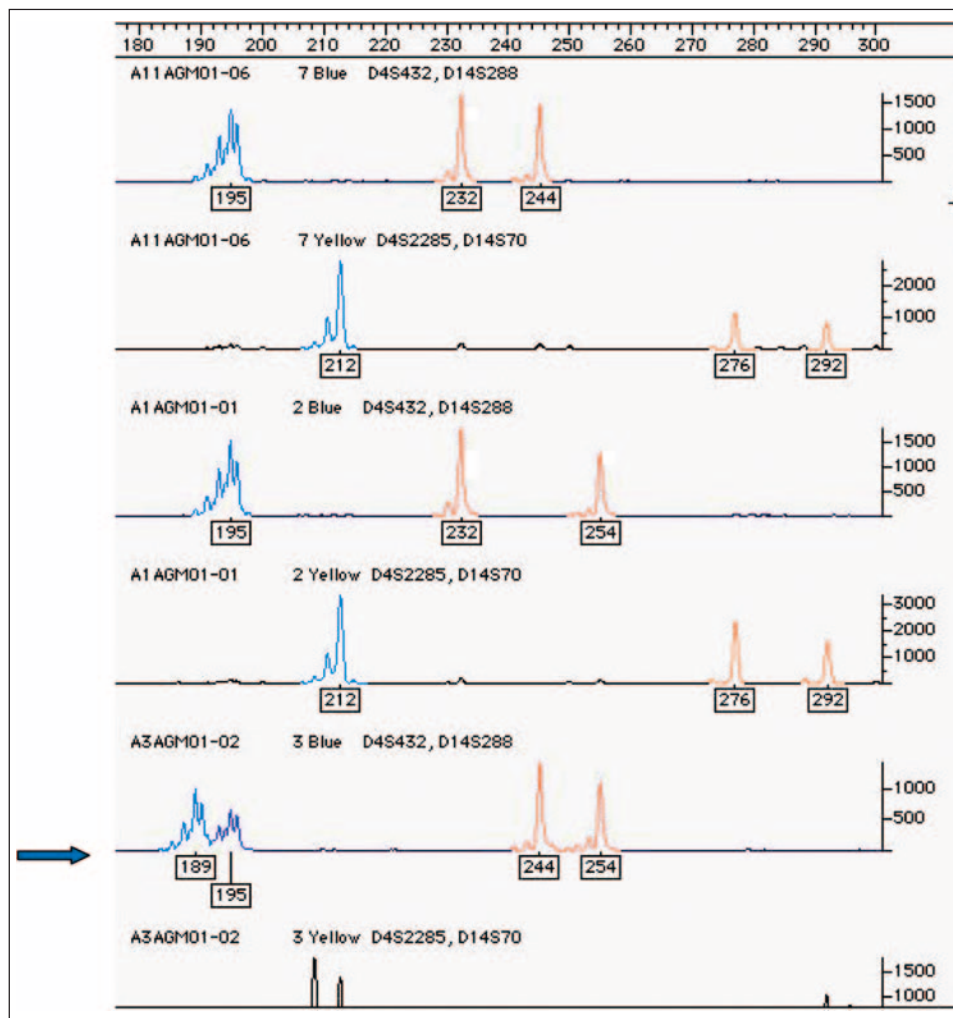 180 190 200 210 220 230 240 250 260 270 280 290 300
A11AGM01-06 7 Blue D4S432, D14S288
1500
1000
500
195 232 244
A11AGM01-06 7 Yellow D4S2285, D14S70
2000
1000
212 276 292
A1AGM01-01 2 Blue D4S432, D14S288
1500
1000
500
195 232 254
A1AGM01-01 2 Yellow D4S2285, D14S70
3000
2000
1000
212 276 292
A3AGM01-02 3 Blue D4S432, D14S288
1000
500
189 244 254
195
A3AGM01-02 3 Yellow D4S2285, D14S70
1500
1000